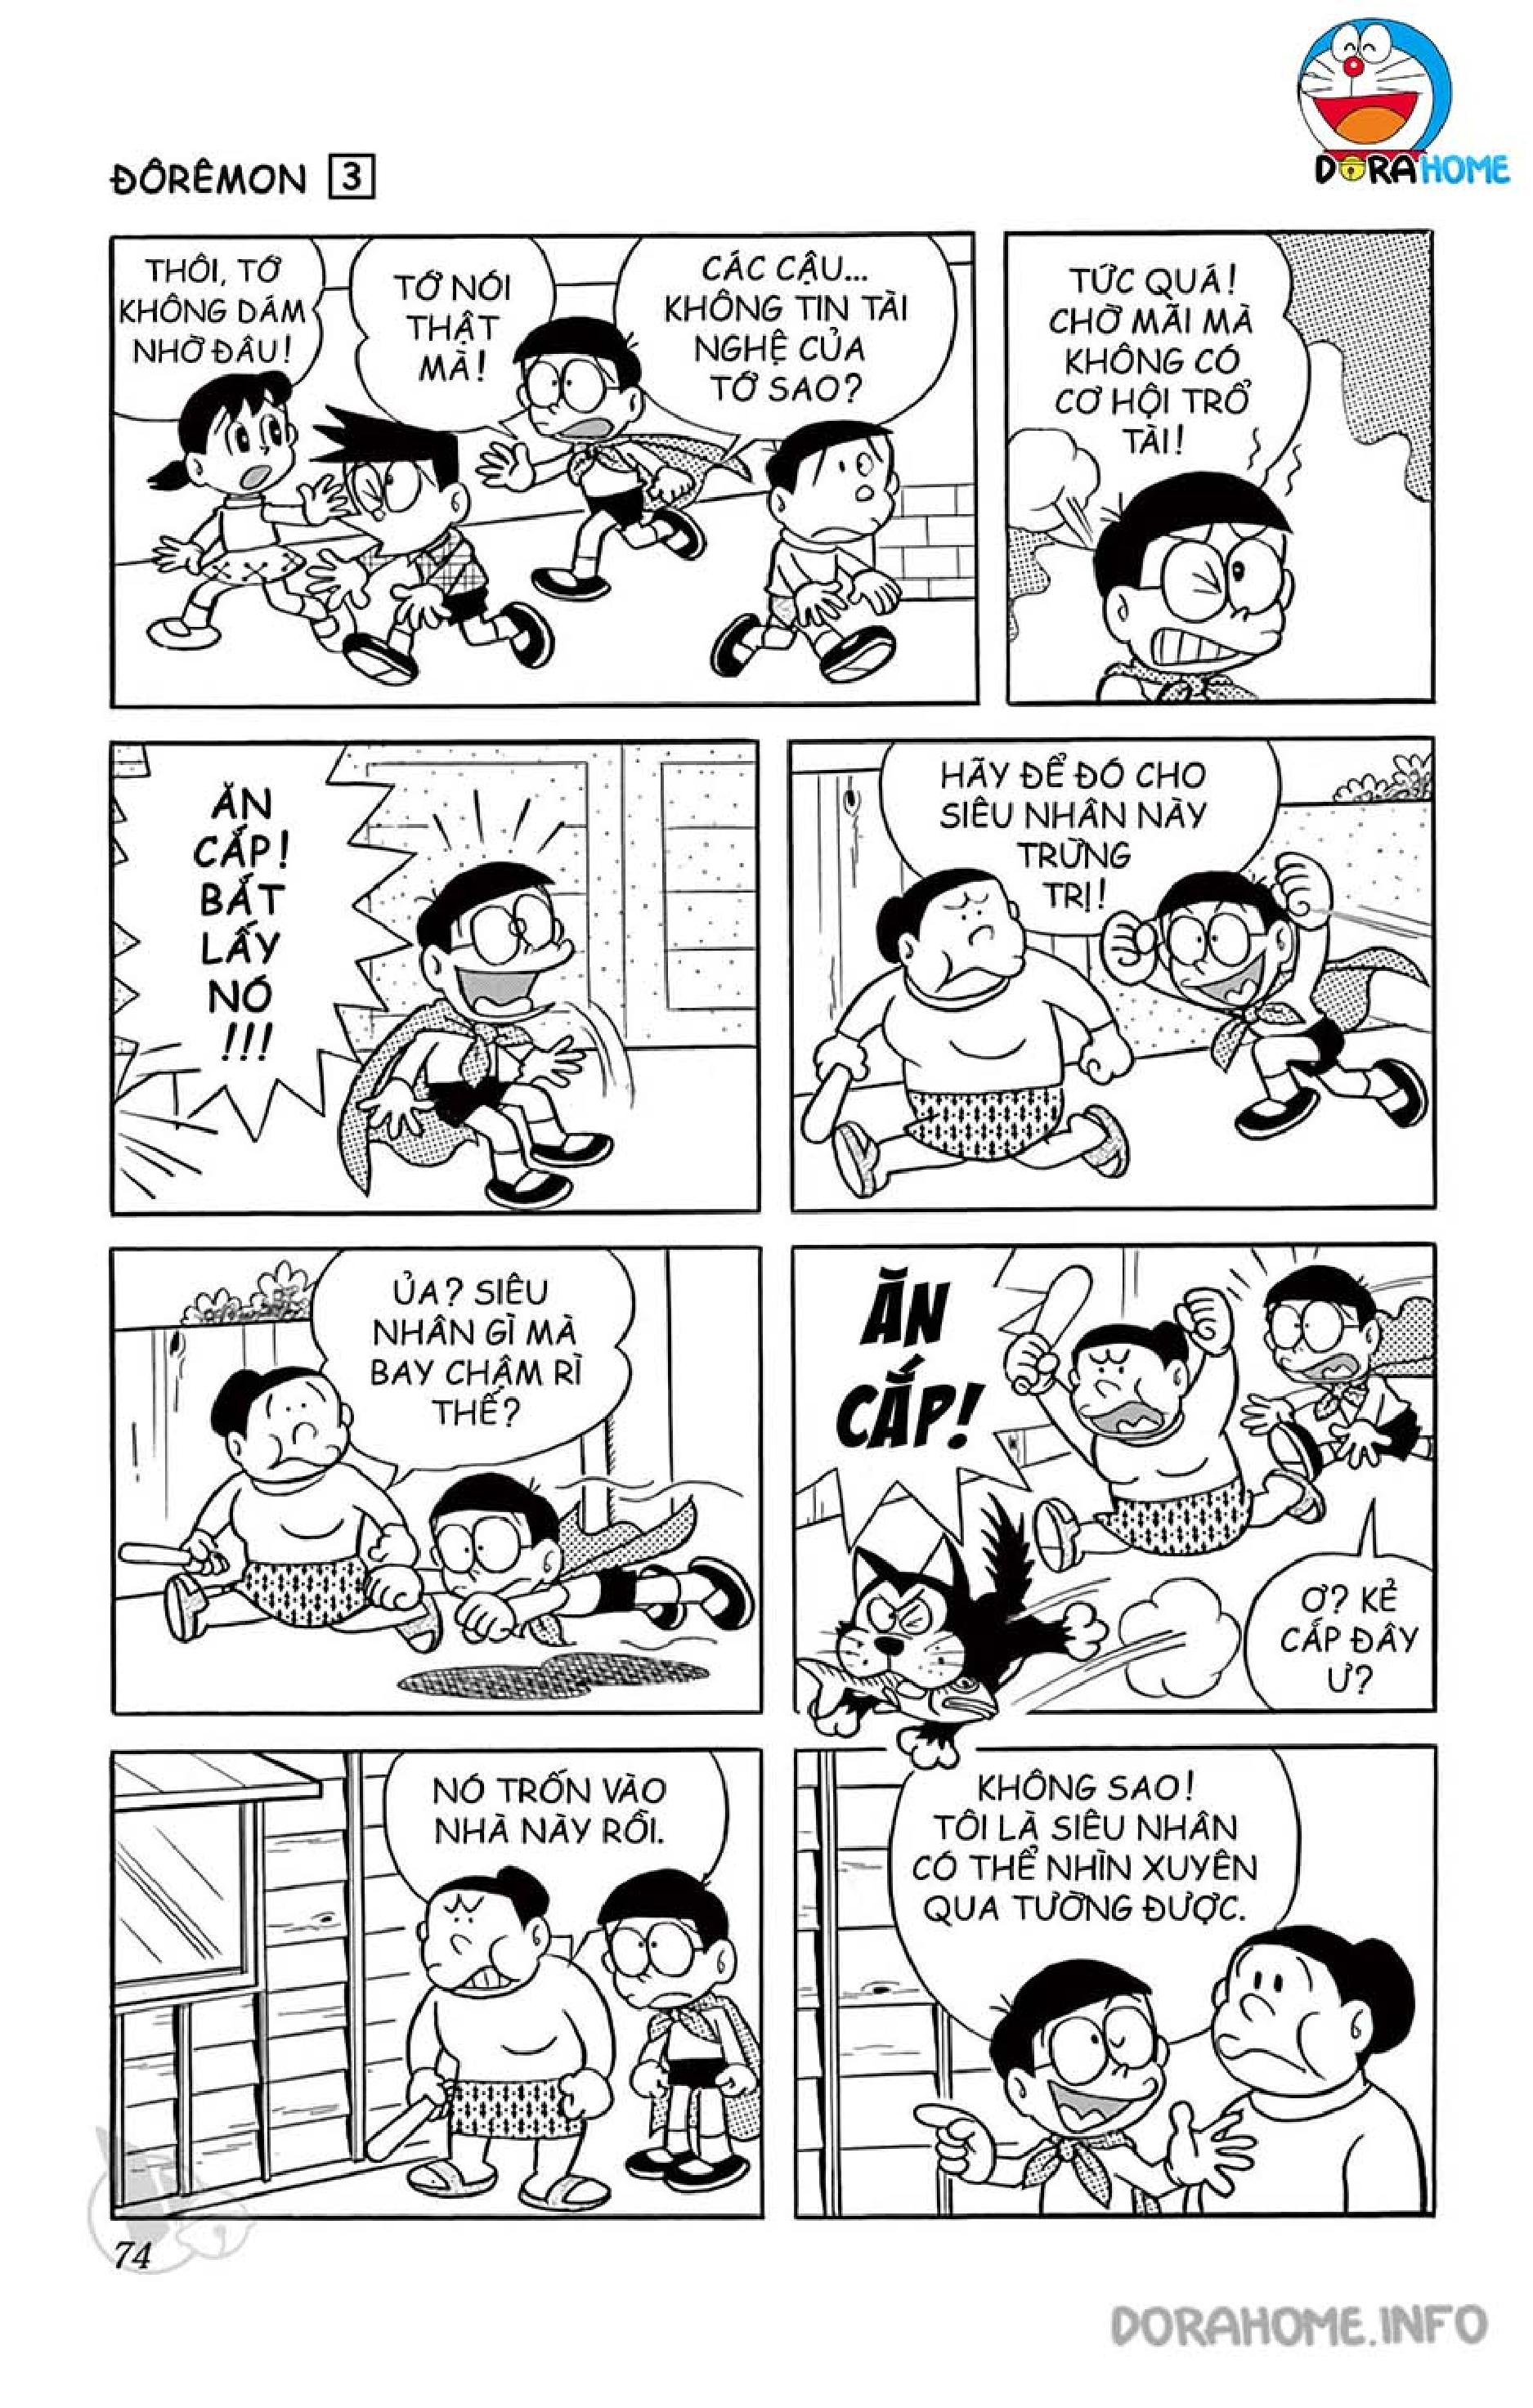 DORAHOME
ĐÔRÊMON 3
THÔI, TỚ
KHÔNG DÁM
NHỜ ĐÂU!
TỚ NÓI
THẬT
MÀ!
CÁC CẬU...
KHÔNG TIN TÀI
NGHỆ CỦA
TỚ SAO?
TỨC QUÁ!
CHỜ MÃI MÀ
KHÔNG CÓ
CƠ HỘI TRỔ
TÀI!
ĂN
CẮP!
BẮT
LẤY
NÓ
!!!
HÃY ĐỂ ĐÓ CHO
SIÊU NHÂN NÀY
TRỪNG
TRỊ!
ỦA? SIÊU
NHÂN GÌ MÀ
BAY CHẬM RÌ
THẾ?
ĂN
CẮP!
Ơ? KẺ
CẮP ĐÂY
Ư?
NÓ TRỐN VÀO
NHÀ NÀY RỒI.
KHÔNG SAO!
TÔI LÀ SIÊU NHÂN
CÓ THỂ NHÌN XUYÊN
QUA TƯỜNG ĐƯỢC.
74
DORAHOME.INFO